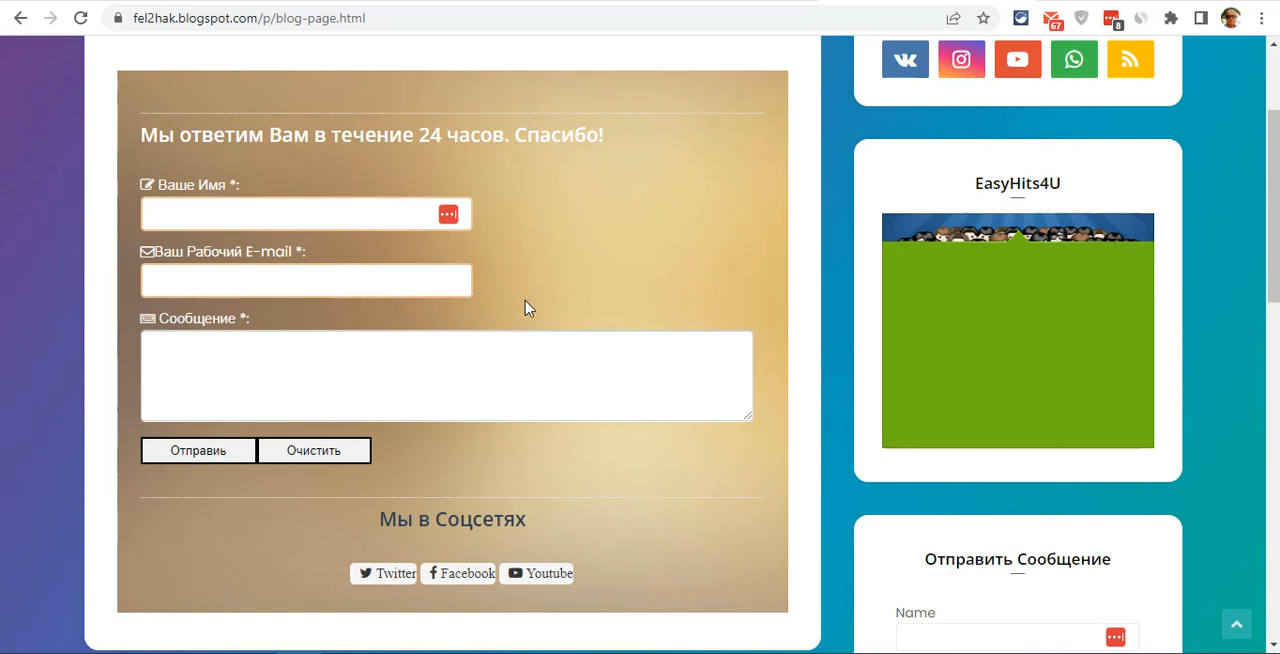 fel2hak.blogspot.com/p/blog-page.html
67
8
Мы ответим Вам в течение 24 часов. Спасибо!
Ваше Имя *:
Ваш Рабочий E-mail *:
Сообщение *:
Отправиь
Очистить
Мы в Соцсетях
Twitter
Facebook
Youtube
EasyHits4U
Отправить Сообщение
Name